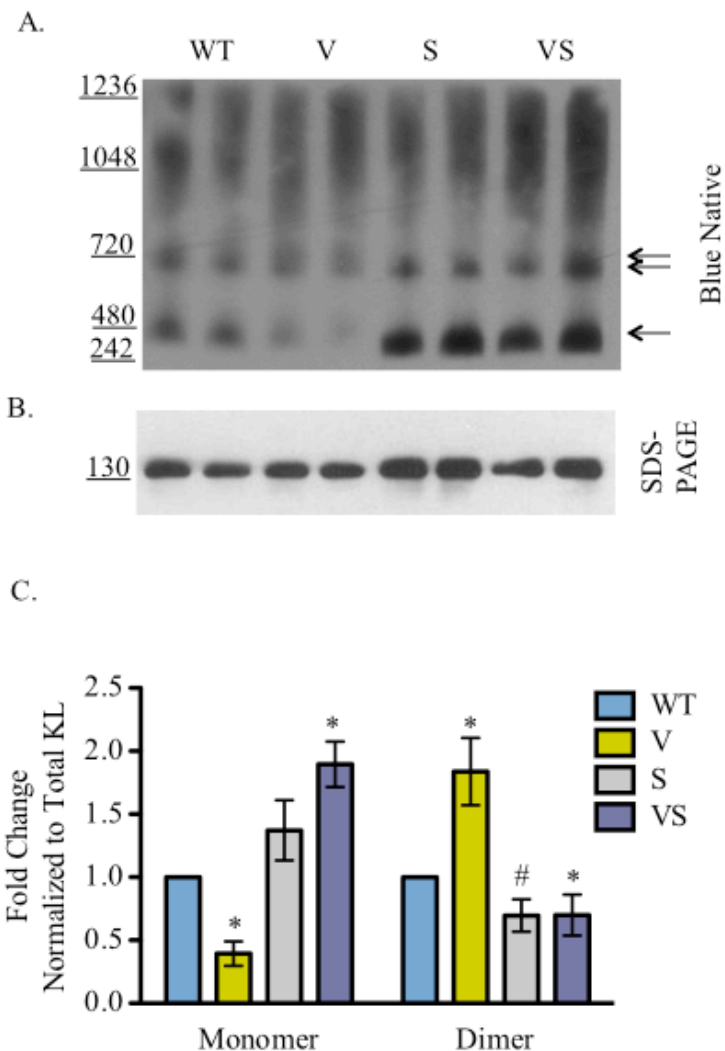 A.
WT V S VS
1236
1048
720
480
242
Blue Native
B.
130
SDS-
PAGE
C.
Fold Change
Normalized to Total KL
2.5
2.0
1.5
1.0
0.5
0.0
*
*
*
#
*
WT
V
S
VS
Monomer Dimer